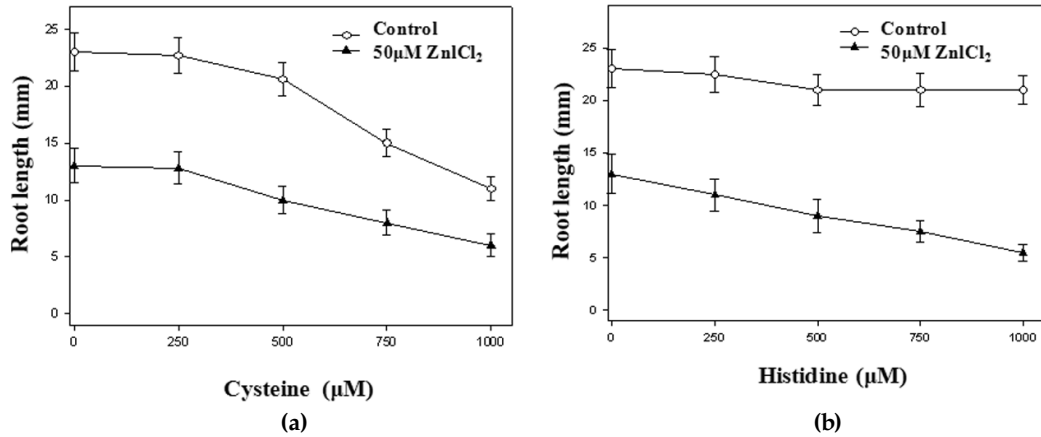 Control
50μM ZnlCl₂
25
20
15
10
5
0
Root length (mm)
0 250 500 750 1000
Cysteine (μM)
(a)
Control
50μM ZnlCl₂
25
20
15
10
5
0
Root length (mm)
0 250 500 750 1000
Histidine (μM)
(b)